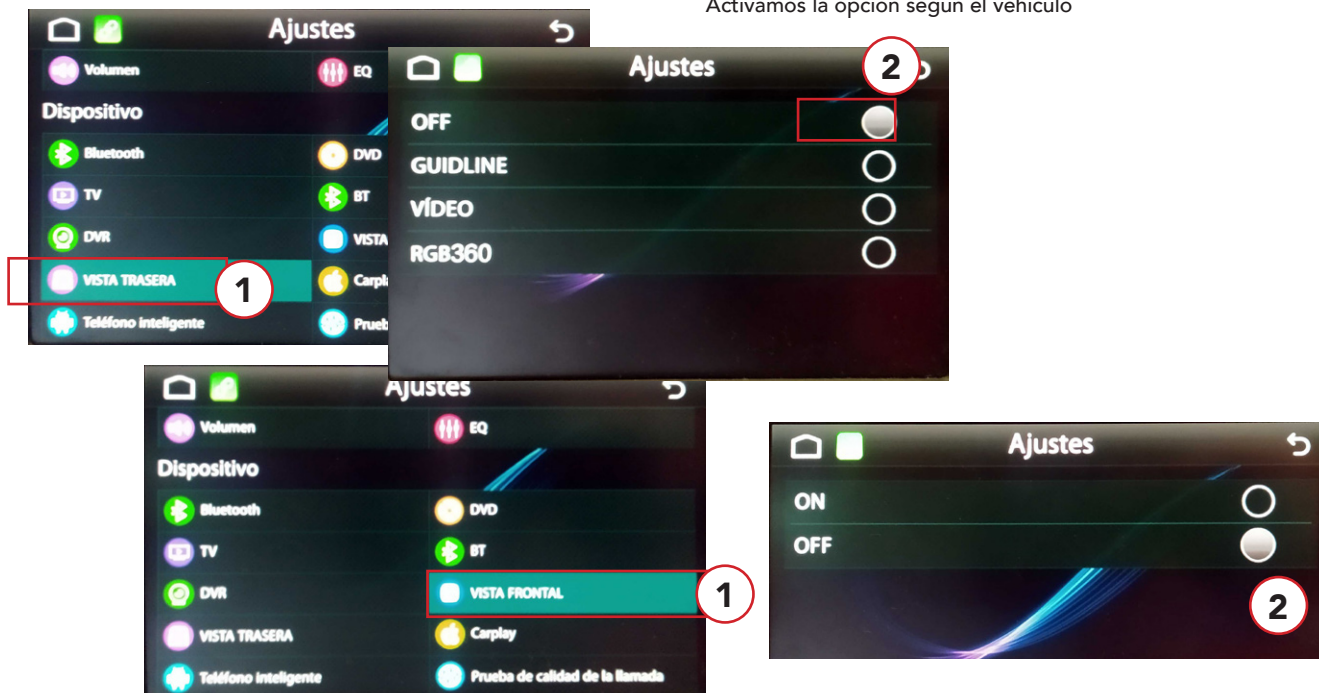 Activamos la opción según el vehículo
Ajustes
Volumen
EQ
Dispositivo
Bluetooth
DVD
TV
BT
DVR
VISTA
VISTA TRASERA
1
Teléfono inteligente
Ajustes
2
OFF
GUIDLINE
VÍDEO
RGB360
Ajustes
Volumen
EQ
Dispositivo
Bluetooth
DVD
TV
BT
DVR
VISTA FRONTAL
1
VISTA TRASERA
Carplay
Teléfono inteligente
Prueba de calidad de la llamada
Ajustes
ON
OFF
2